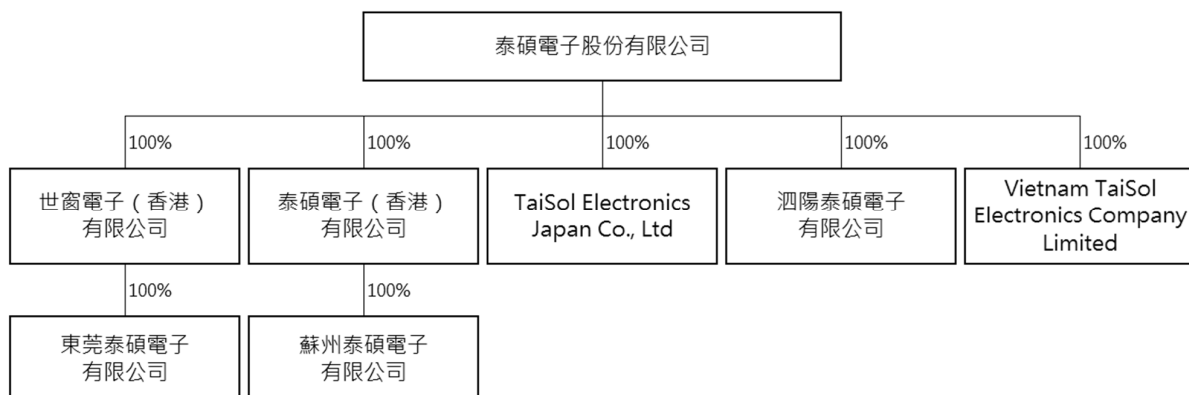 泰碩電子股份有限公司
100%
100%
100%
100%
100%
世窗電子（香港）
有限公司
泰碩電子（香港）
有限公司
TaiSol Electronics
Japan Co., Ltd
泗陽泰碩電子
有限公司
Vietnam TaiSol
Electronics Company
Limited
100%
100%
東莞泰碩電子
有限公司
蘇州泰碩電子
有限公司